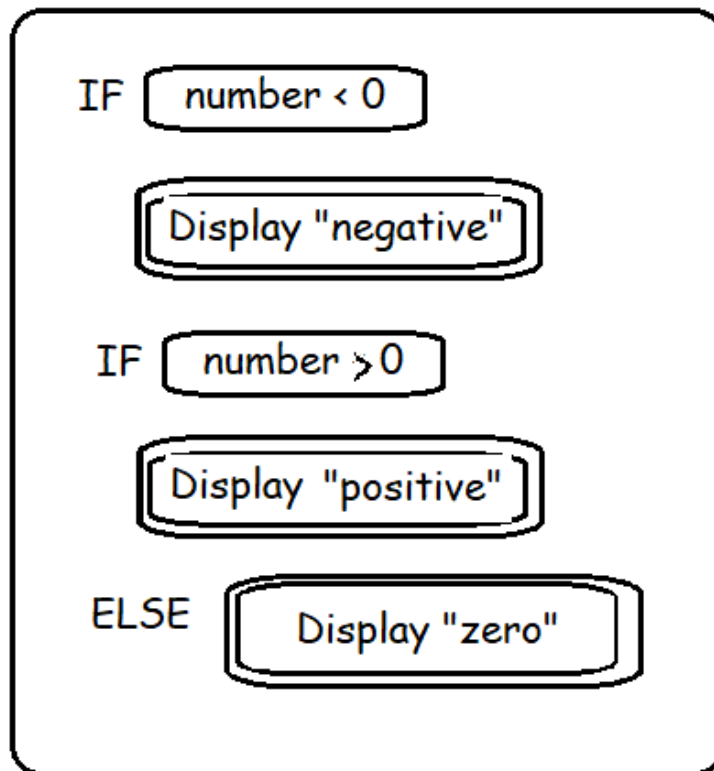 IF number < 0
Display "negative"
IF number > 0
Display "positive"
ELSE Display "zero"